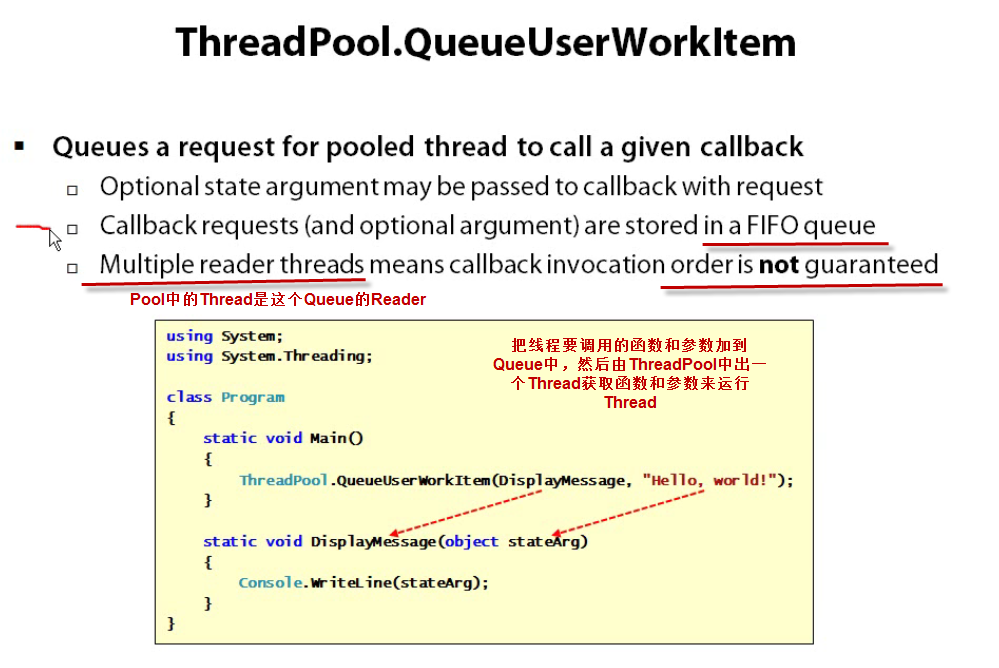 ThreadPool.QueueUserWorkItem
Queues a request for pooled thread to call a given callback
Optional state argument may be passed to callback with request
Callback requests (and optional argument) are stored in a FIFO queue
Multiple reader threads means callback invocation order is not guaranteed
Pool中的Thread是这个Queue的Reader
using System;
using System.Threading;
把线程要调用的函数和参数加到
Queue中，然后由ThreadPool中出一
个Thread获取函数和参数来运行
Thread
class Program
{
static void Main()
{
ThreadPool.QueueUserWorkItem(DisplayMessage, "Hello, world!");
}
static void DisplayMessage(object stateArg)
{
Console.WriteLine(stateArg);
}
}